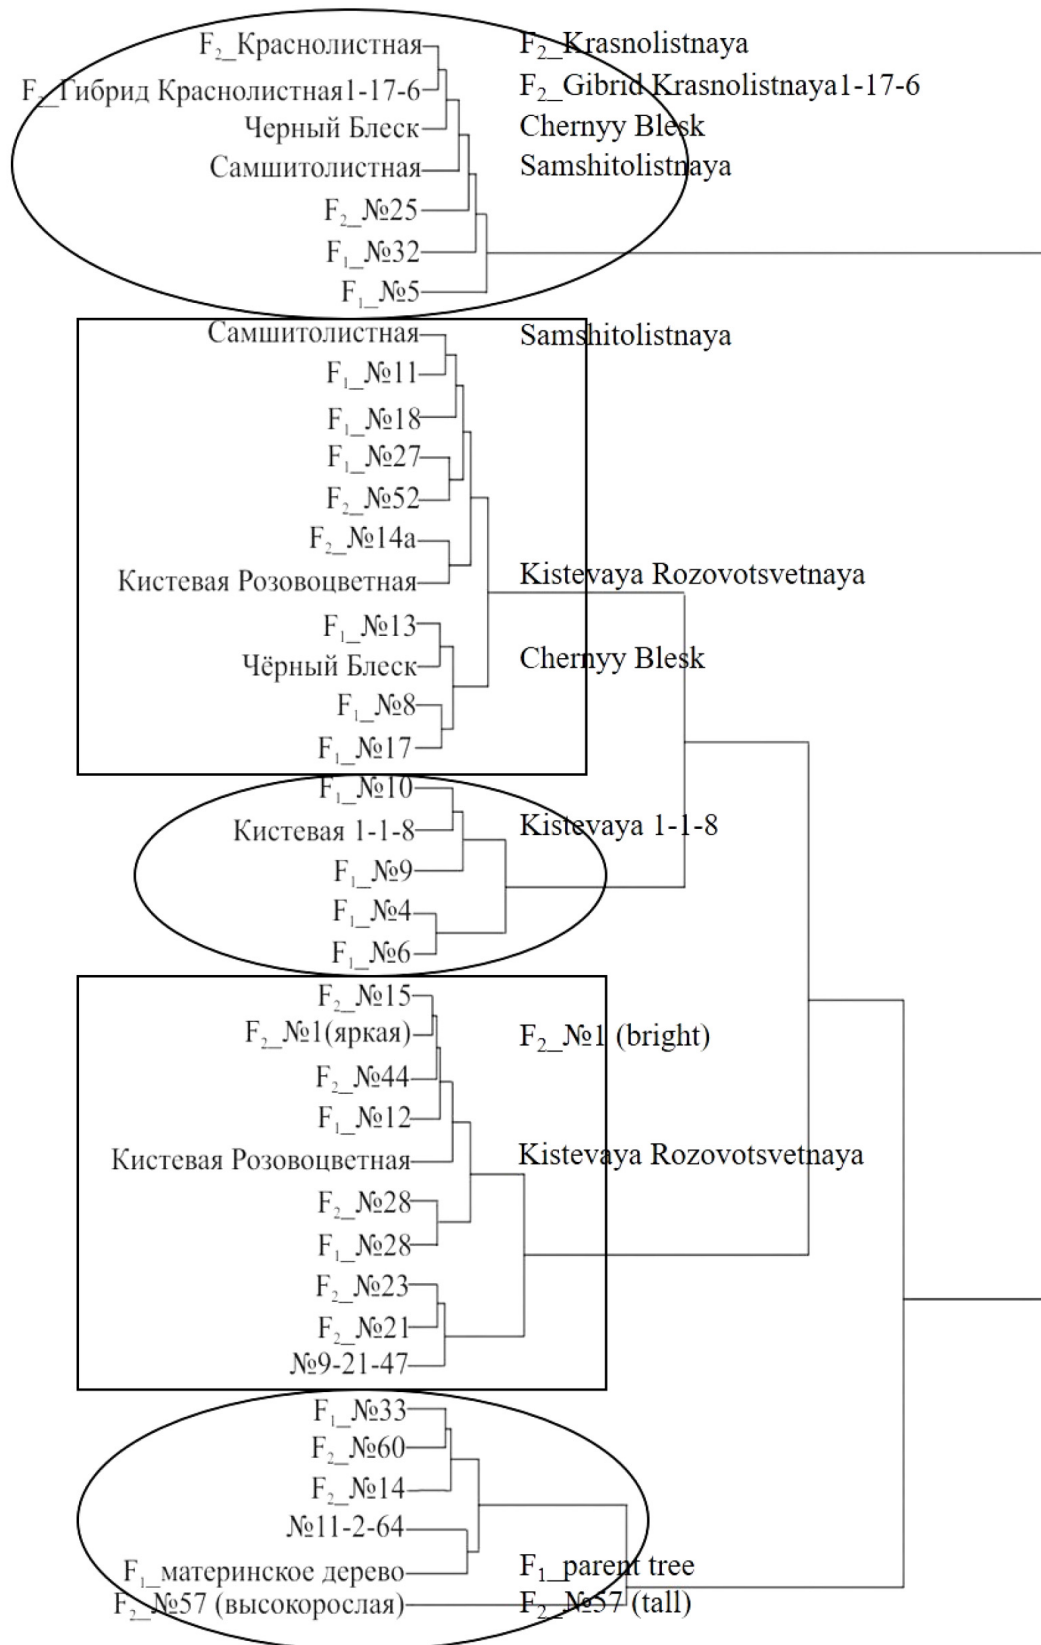 F₂_Краснолистная F₂_Krasnolistnaya
F₂_Гибрид Краснолистная1-17-6 F₂_Gibrid Krasnolistnaya1-17-6
Черный Блеск Chernyy Blesk
Самшитолистная Samshitolistnaya
F₂_№25
F₁_№32
F₁_№5
Самшитолистная Samshitolistnaya
F₁_№11
F₁_№18
F₁_№27
F₂_№52
F₂_№14а
Кистевая Розовоцветная Kistevaya Rozovotsvetnaya
F₁_№13
Чёрный Блеск Chernyy Blesk
F₁_№8
F₁_№17
F₁_№10
Кистевая 1-1-8 Kistevaya 1-1-8
F₁_№9
F₁_№4
F₁_№6
F₂_№15
F₂_№1(яркая) F₂_№1 (bright)
F₂_№44
F₁_№12
Кистевая Розовоцветная Kistevaya Rozovotsvetnaya
F₂_№28
F₁_№28
F₂_№23
F₂_№21
№9-21-47
F₁_№33
F₂_№60
F₂_№14
№11-2-64
F₁_материнское дерево F₁_parent tree
F₂_№57 (высокорослая) F₂_№57 (tall)